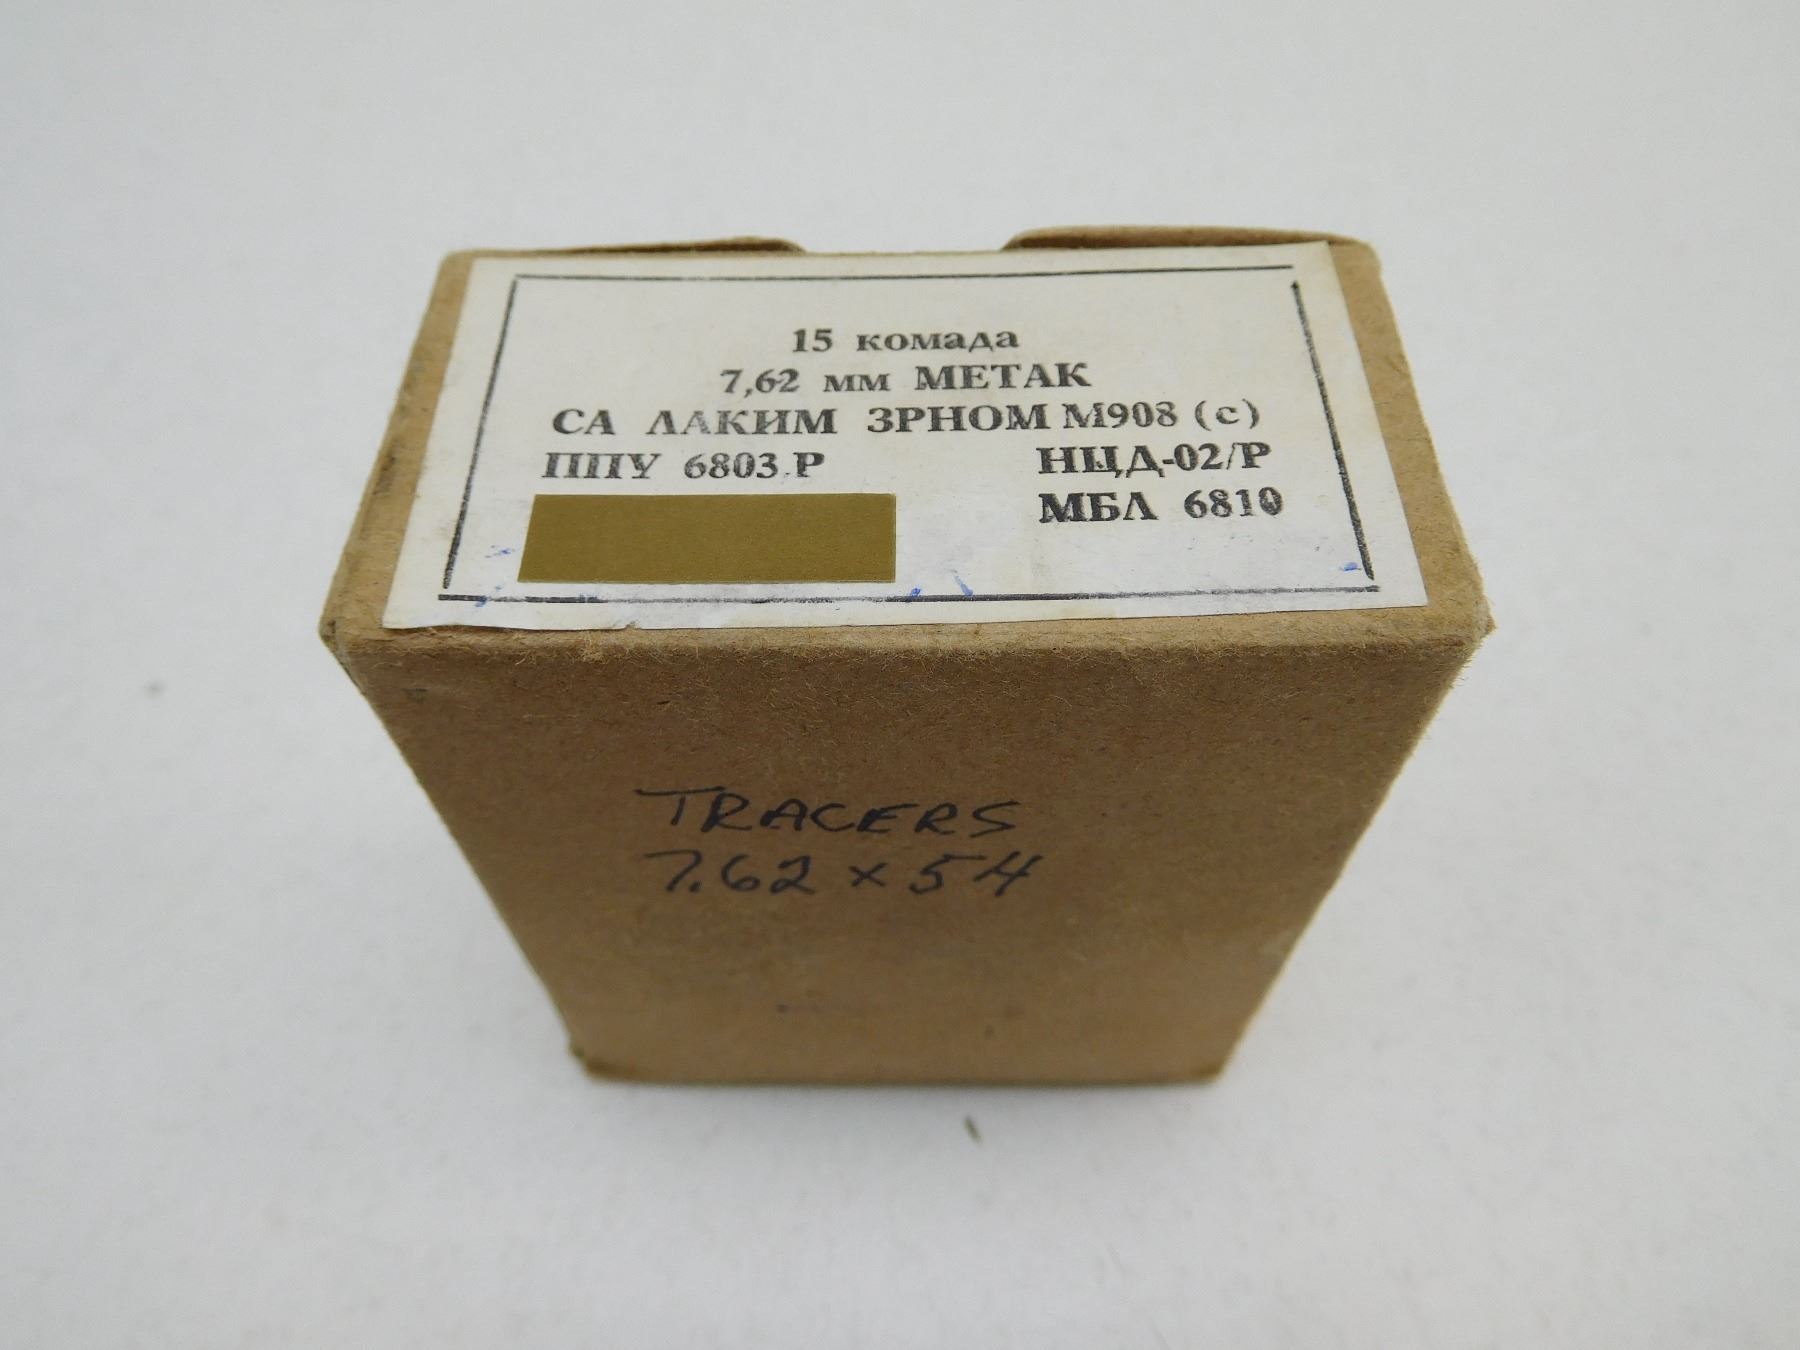 15 комада
7,62 мм МЕТАК
СА ЛАКИМ ЗРНОМ М908 (с)
ППУ 6803 Р НЦД-02/Р
МБЛ 6810
TRACERS
7.62 x 54